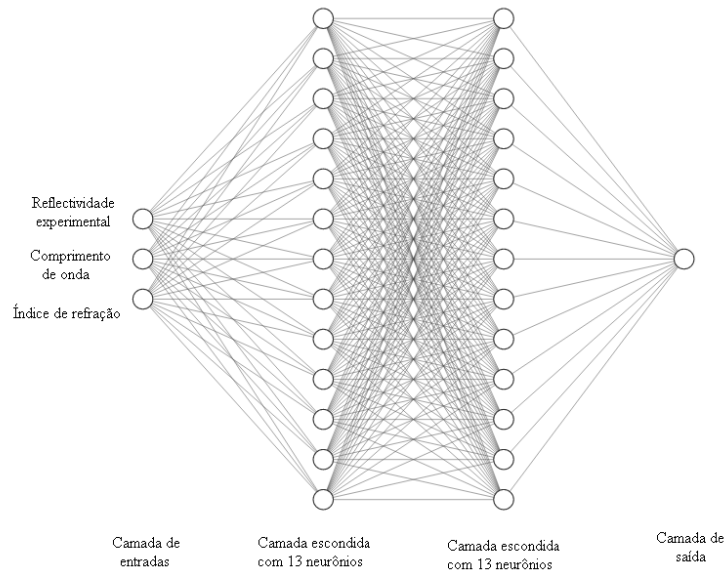 Reflectividade
experimental
Comprimento
de onda
Índice de refração
Camada de
entradas
Camada escondida
com 13 neurônios
Camada escondida
com 13 neurônios
Camada de
saída